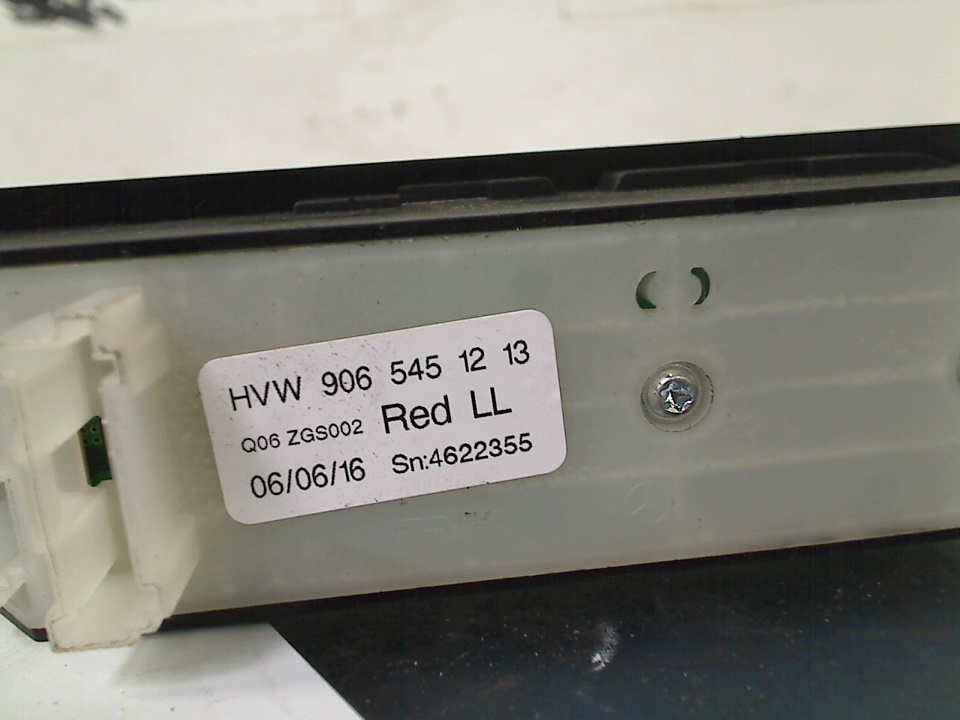 HVW 906 545 12 13
Q06 ZGS002 Red LL
06/06/16 Sn:4622355